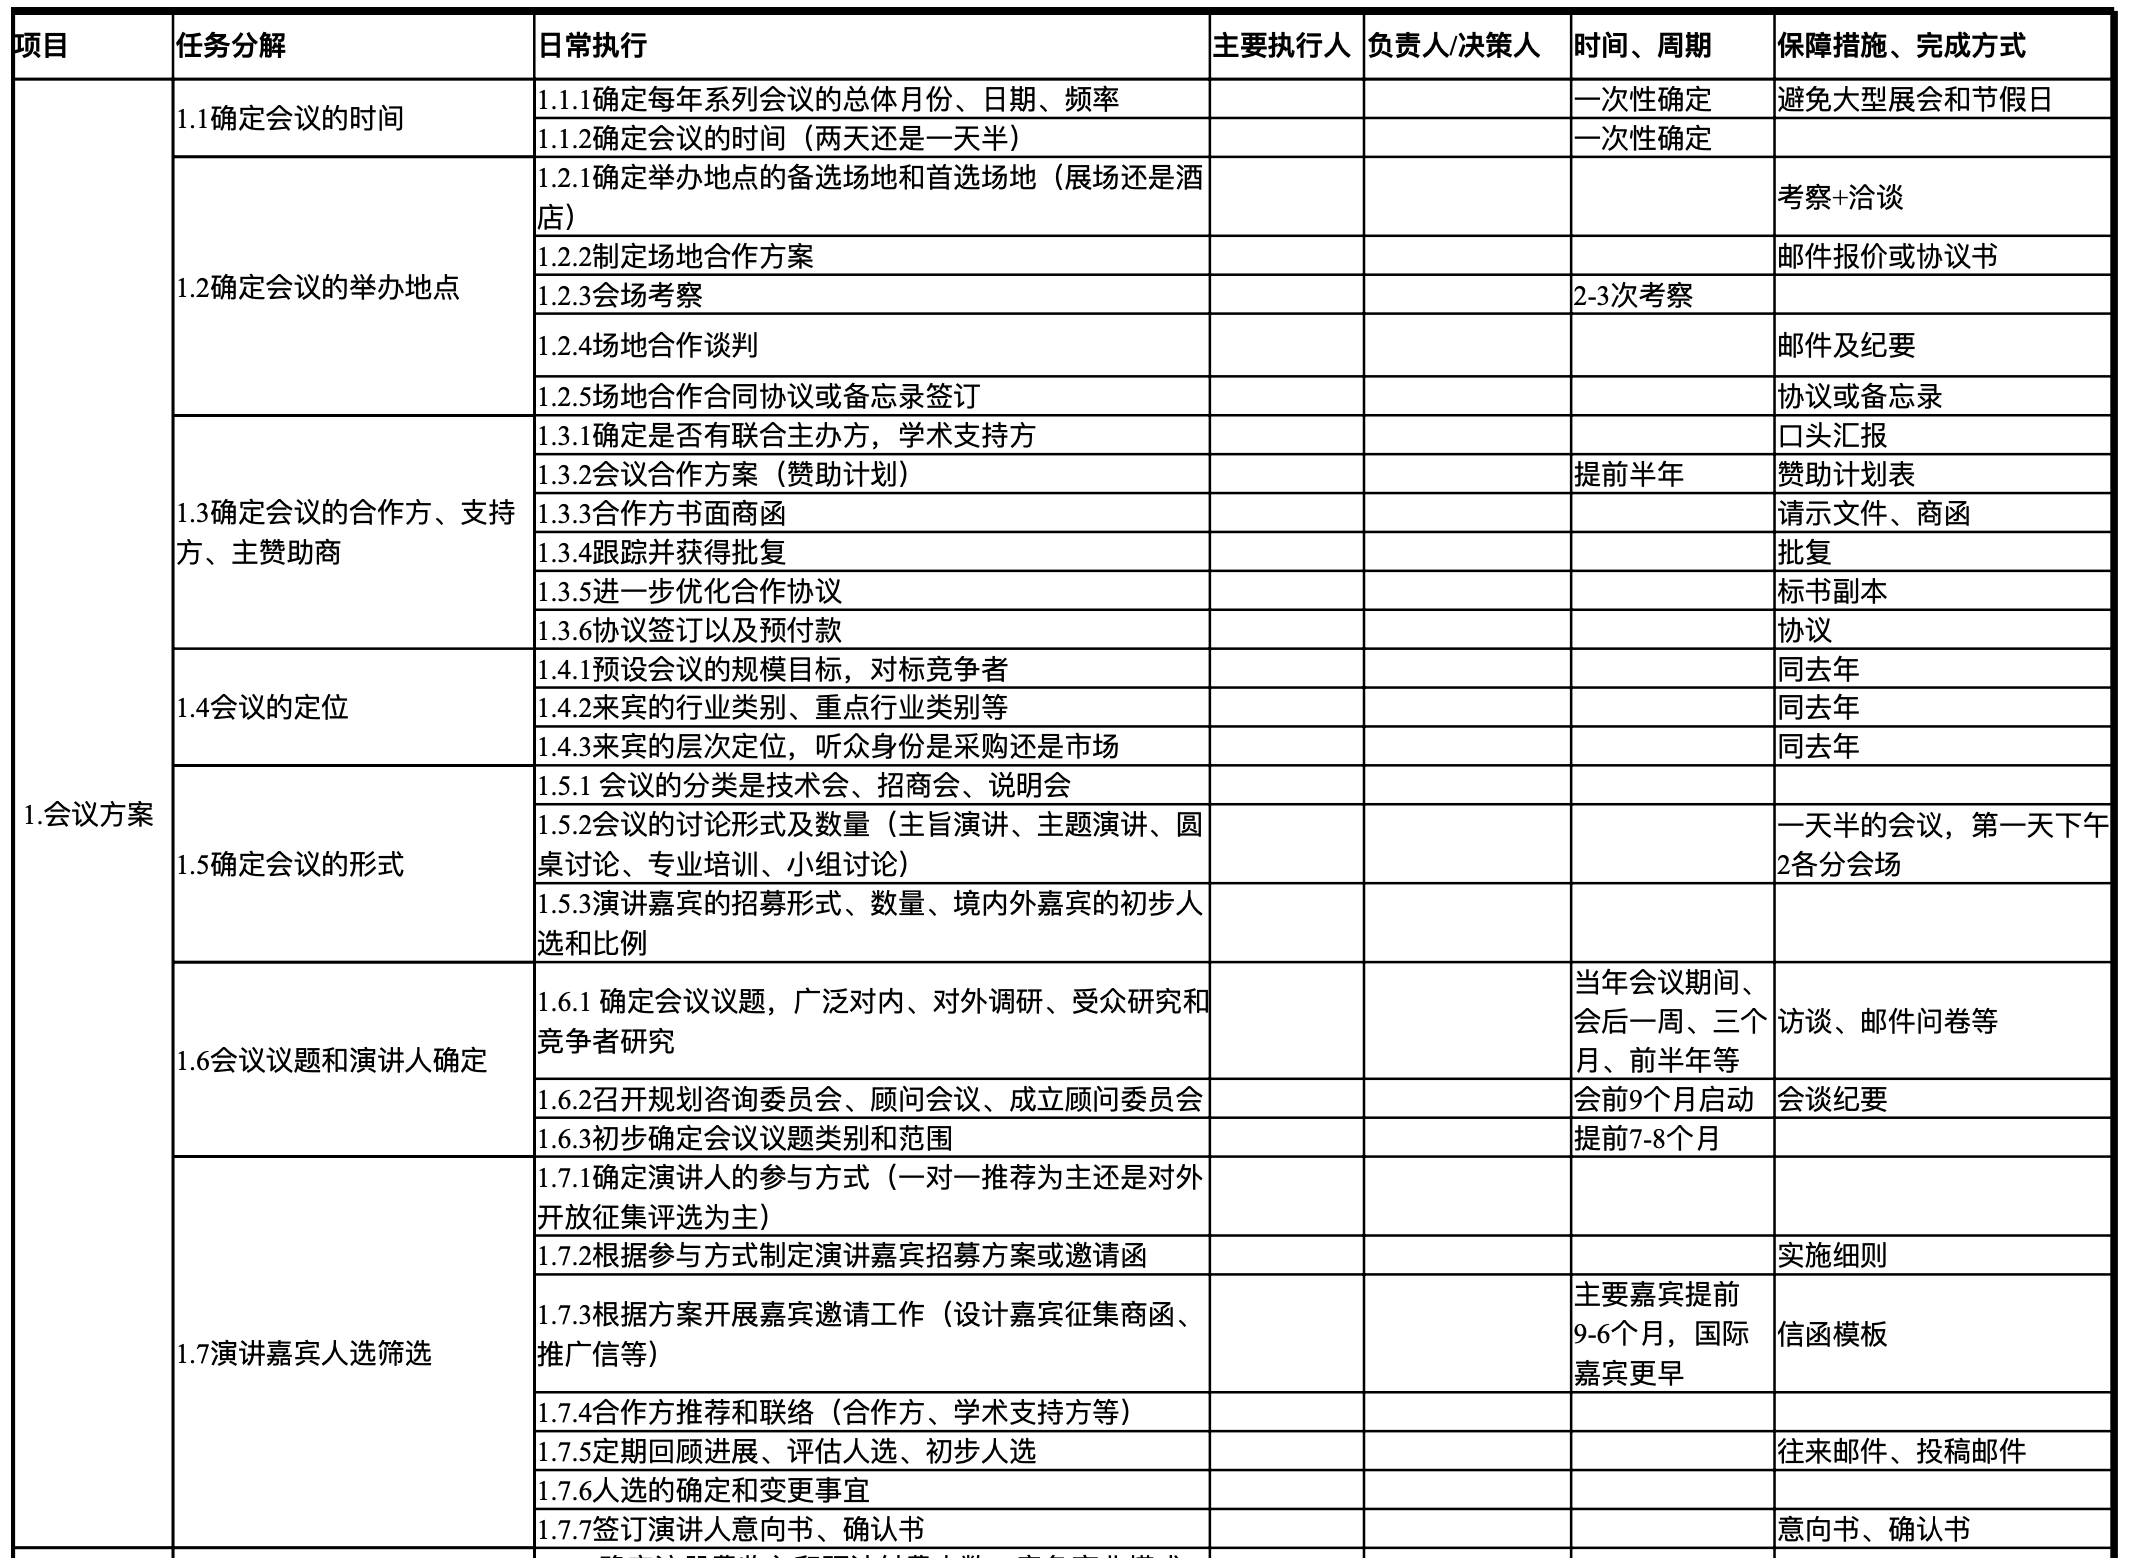 项目 任务分解 日常执行 主要执行人 负责人/决策人 时间、周期 保障措施、完成方式
1.会议方案
1.1确定会议的时间
1.1.1确定每年系列会议的总体月份、日期、频率 一次性确定 避免大型展会和节假日
1.1.2确定会议的时间（两天还是一天半） 一次性确定
1.2确定会议的举办地点
1.2.1确定举办地点的备选场地和首选场地（展场还是酒
店） 考察+洽谈
1.2.2制定场地合作方案 邮件报价或协议书
1.2.3会场考察 2-3次考察
1.2.4场地合作谈判 邮件及纪要
1.2.5场地合作合同协议或备忘录签订 协议或备忘录
1.3确定会议的合作方、支持
方、主赞助商
1.3.1确定是否有联合主办方，学术支持方 口头汇报
1.3.2会议合作方案（赞助计划） 提前半年 赞助计划表
1.3.3合作方书面商函 请示文件、商函
1.3.4跟踪并获得批复 批复
1.3.5进一步优化合作协议 标书副本
1.3.6协议签订以及预付款 协议
1.4会议的定位
1.4.1预设会议的规模目标，对标竞争者 同去年
1.4.2来宾的行业类别、重点行业类别等 同去年
1.4.3来宾的层次定位，听众身份是采购还是市场 同去年
1.5确定会议的形式
1.5.1 会议的分类是技术会、招商会、说明会
1.5.2会议的讨论形式及数量（主旨演讲、主题演讲、圆
桌讨论、专业培训、小组讨论）
一天半的会议，第一天下午
2各分会场
1.5.3演讲嘉宾的招募形式、数量、境内外嘉宾的初步人
选和比例
1.6会议议题和演讲人确定
1.6.1 确定会议议题，广泛对内、对外调研、受众研究和
竞争者研究
当年会议期间、
会后一周、三个
月、前半年等
访谈、邮件问卷等
1.6.2召开规划咨询委员会、顾问会议、成立顾问委员会 会前9个月启动 会谈纪要
1.6.3初步确定会议议题类别和范围 提前7-8个月
1.7演讲嘉宾人选筛选
1.7.1确定演讲人的参与方式（一对一推荐为主还是对外
开放征集评选为主）
1.7.2根据参与方式制定演讲嘉宾招募方案或邀请函 实施细则
1.7.3根据方案开展嘉宾邀请工作（设计嘉宾征集商函、
推广信等）
主要嘉宾提前
9-6个月，国际
嘉宾更早
信函模板
1.7.4合作方推荐和联络（合作方、学术支持方等）
1.7.5定期回顾进展、评估人选、初步人选 往来邮件、投稿邮件
1.7.6人选的确定和变更事宜
1.7.7签订演讲人意向书、确认书 意向书、确认书